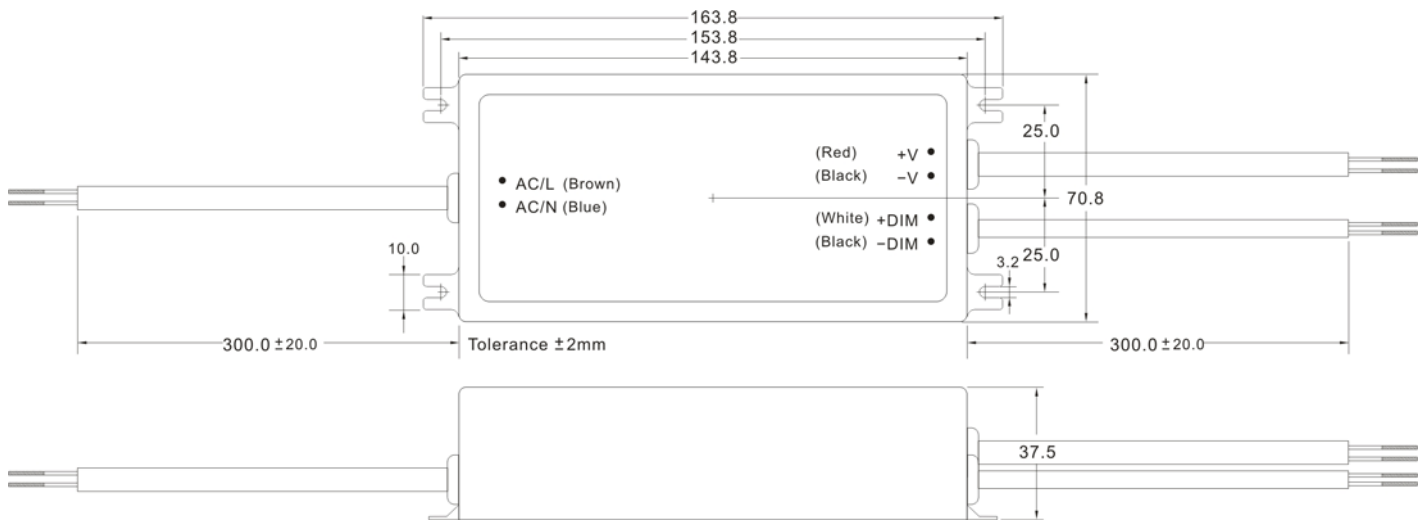 163.8
153.8
143.8
25.0
(Red) +V
(Black) −V
AC/L (Brown)
AC/N (Blue)
70.8
(White) +DIM
(Black) −DIM
10.0
3.2
25.0
300.0 ±20.0
Tolerance ±2mm
300.0 ±20.0
37.5